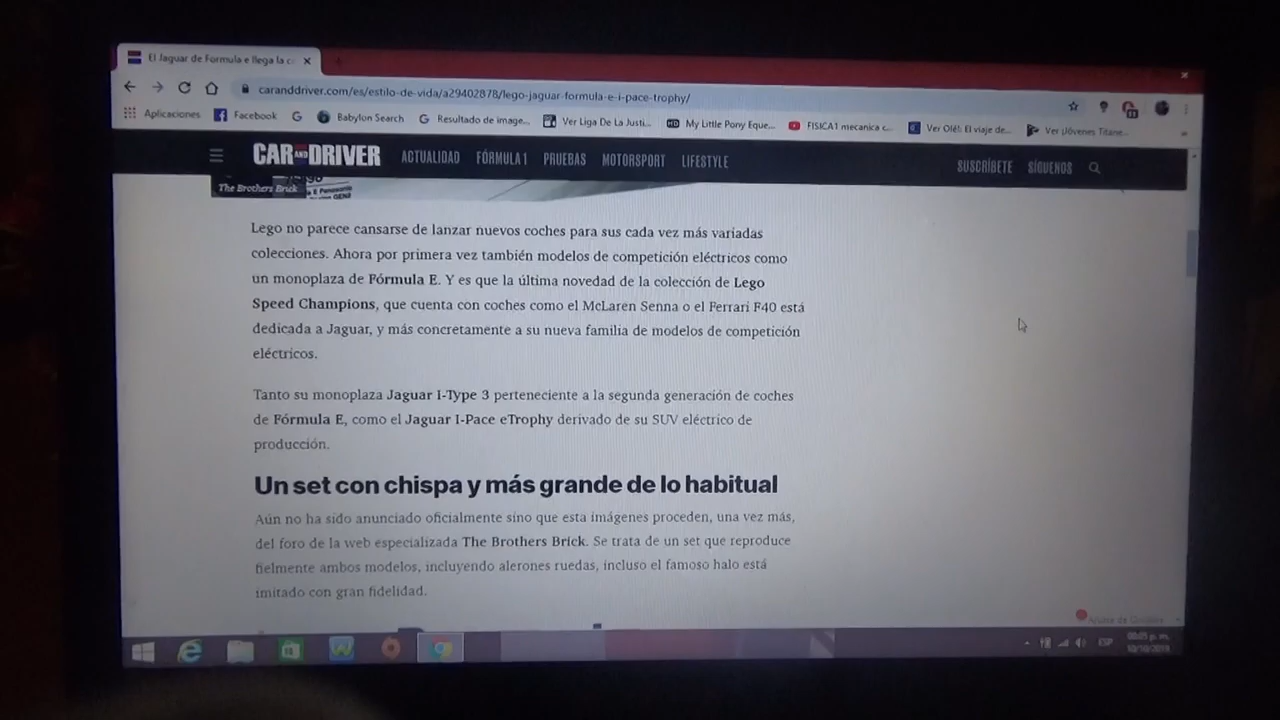 El Jaguar de Formula e llega la c
caranddriver.com/es/estilo-de-vida/a29402878/lego-jaguar-formula-e-i-pace-trophy/
Aplicaciones Facebook Babylon Search Resultado de image... Ver Liga De La Justi... My Little Pony Eque... FISICA1 mecanica c... Ver Olé!: El viaje de... Ver ¡Jóvenes Titane...
CAR AND DRIVER ACTUALIDAD FÓRMULA 1 PRUEBAS MOTORSPORT LIFESTYLE SUSCRÍBETE SÍGUENOS
The Brothers Brick
Lego no parece cansarse de lanzar nuevos coches para sus cada vez más variadas
colecciones. Ahora por primera vez también modelos de competición eléctricos como
un monoplaza de Fórmula E. Y es que la última novedad de la colección de Lego
Speed Champions, que cuenta con coches como el McLaren Senna o el Ferrari F40 está
dedicada a Jaguar, y más concretamente a su nueva familia de modelos de competición
eléctricos.
Tanto su monoplaza Jaguar I-Type 3 perteneciente a la segunda generación de coches
de Fórmula E, como el Jaguar I-Pace eTrophy derivado de su SUV eléctrico de
producción.
Un set con chispa y más grande de lo habitual
Aún no ha sido anunciado oficialmente sino que esta imágenes proceden, una vez más,
del foro de la web especializada The Brothers Brick. Se trata de un set que reproduce
fielmente ambos modelos, incluyendo alerones ruedas, incluso el famoso halo está
imitado con gran fidelidad.
ESP